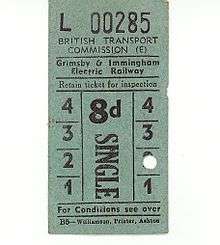 L 00285
BRITISH TRANSPORT
COMMISSION (E)
Grimsby & Immingham
Electric Railway
Retain ticket for inspection
4 8d 4
3 SINGLE 3
2 2
1 1
For Conditions see over
B5—Williamson, Printer, Ashton